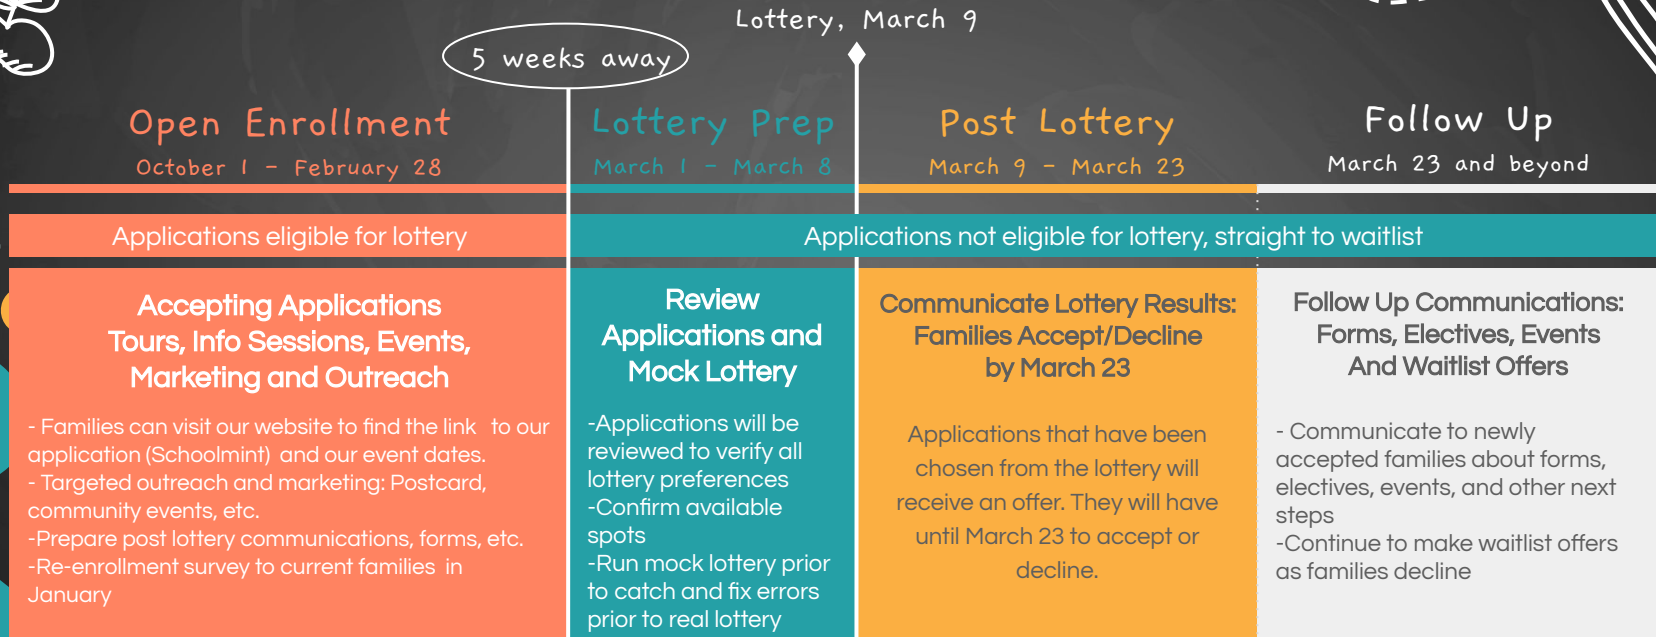 Lottery, March 9
5 weeks away
Open Enrollment
October 1 - February 28
Lottery Prep
March 1 - March 8
Post Lottery
March 9 - March 23
Follow Up
March 23 and beyond
Applications eligible for lottery
Applications not eligible for lottery, straight to waitlist
Accepting Applications
Tours, Info Sessions, Events,
Marketing and Outreach
- Families can visit our website to find the link to our
application (Schoolmint) and our event dates.
- Targeted outreach and marketing: Postcard,
community events, etc.
-Prepare post lottery communications, forms, etc.
-Re-enrollment survey to current families in
January
Review
Applications and
Mock Lottery
-Applications will be
reviewed to verify all
lottery preferences
-Confirm available
spots
-Run mock lottery prior
to catch and fix errors
prior to real lottery
Communicate Lottery Results:
Families Accept/Decline
by March 23
Applications that have been
chosen from the lottery will
receive an offer. They will have
until March 23 to accept or
decline.
Follow Up Communications:
Forms, Electives, Events
And Waitlist Offers
- Communicate to newly
accepted families about forms,
electives, events, and other next
steps
-Continue to make waitlist offers
as families decline